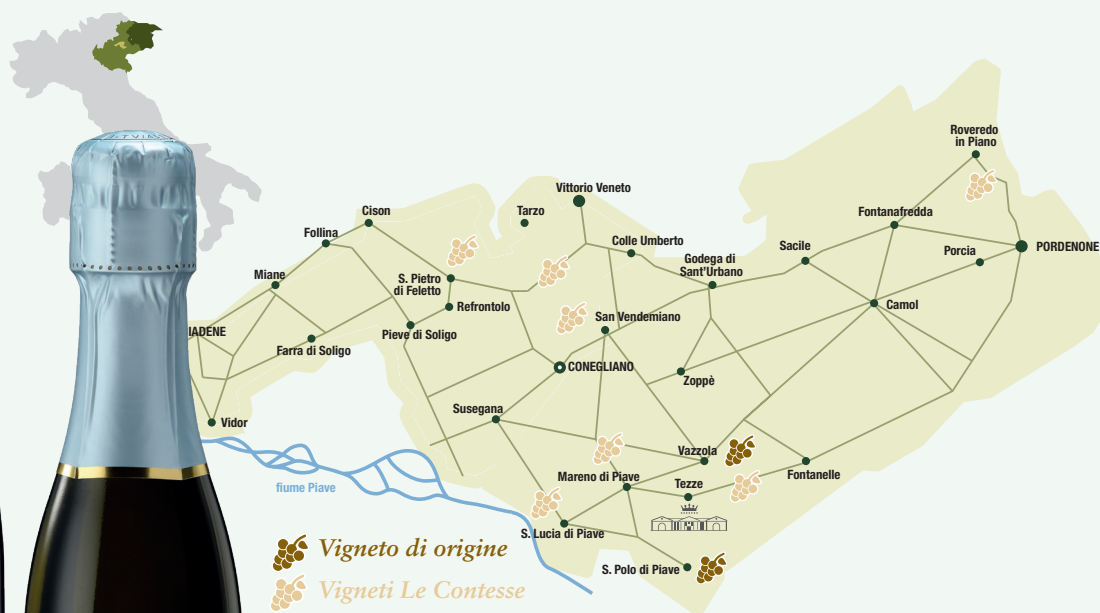 Roveredo
in Piano
Vittorio Veneto
Cison
Tarzo
Fontanafredda
Follina
Colle Umberto
Sacile
PORDENONE
Porcia
Godega di
Sant'Urbano
Miane
S. Pietro
di Feletto
Refrontolo
Camol
San Vendemiano
IADENE
Pieve di Soligo
Farra di Soligo
CONEGLIANO
Zoppè
Susegana
Vidor
Vazzola
Mareno di Piave
Tezze
Fontanelle
fiume Piave
S. Lucia di Piave
S. Polo di Piave
Vigneto di origine
Vigneti Le Contesse